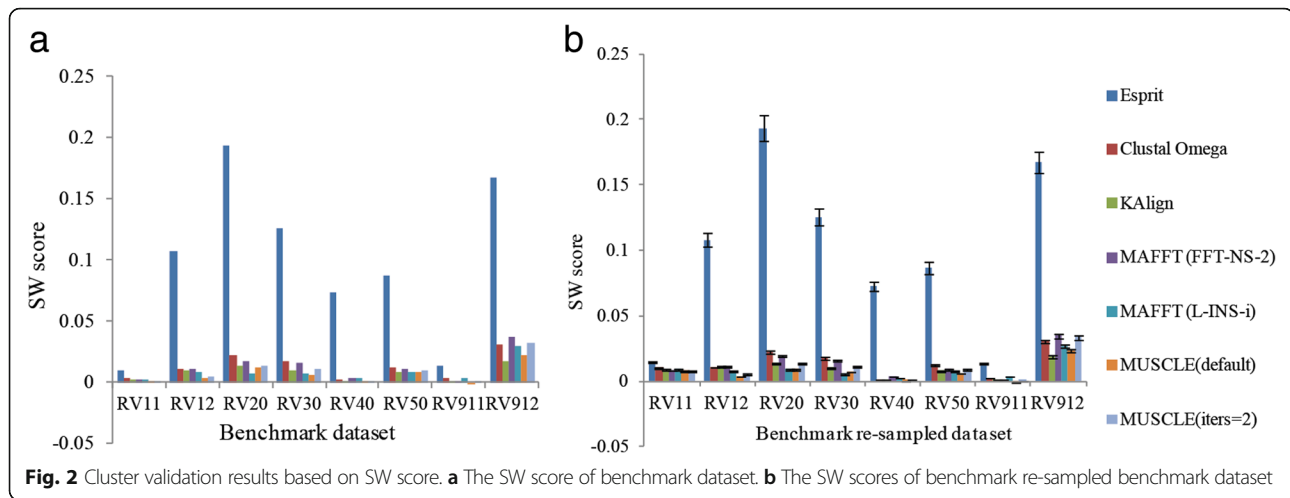 a
0.25
0.2
0.15
0.1
0.05
0
-0.05
SW score
RV11 RV12 RV20 RV30 RV40 RV50 RV911 RV912
Benchmark dataset
b
0.25
0.2
0.15
0.1
0.05
0
-0.05
SW score
RV11 RV12 RV20 RV30 RV40 RV50 RV911 RV912
Benchmark re-sampled dataset
Esprit
Clustal Omega
KAlign
MAFFT(FFT-NS-2)
MAFFT(L-INS-i)
MUSCLE(default)
MUSCLE(iters=2)
Fig. 2 Cluster validation results based on SW score. a The SW score of benchmark dataset. b The SW scores of benchmark re-sampled benchmark dataset